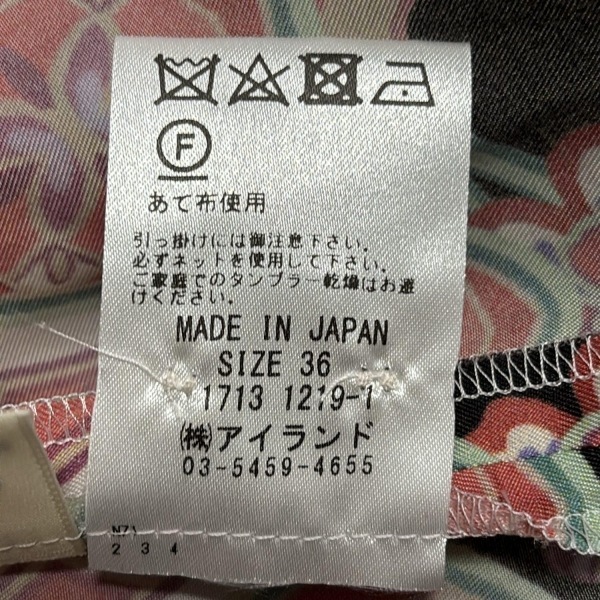 F
あて布使用
引っ掛けには御注意下さい。
必ずネットを使用して下さい。
ご家庭でのタンブラー乾燥はお避
けください。
MADE IN JAPAN
SIZE 36
1713 1219-1
㈱アイランド
03-5459-4655
2 3 4